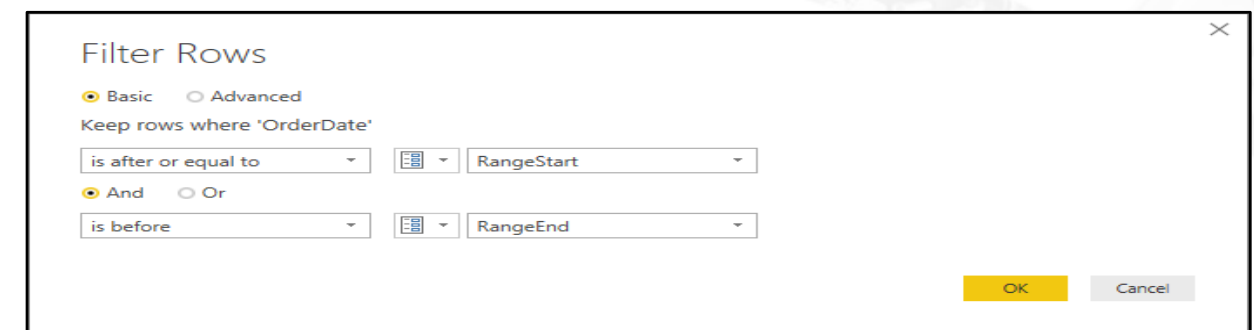 Filter Rows
Basic Advanced
Keep rows where 'OrderDate'
is after or equal to RangeStart
And Or
is before RangeEnd
OK Cancel